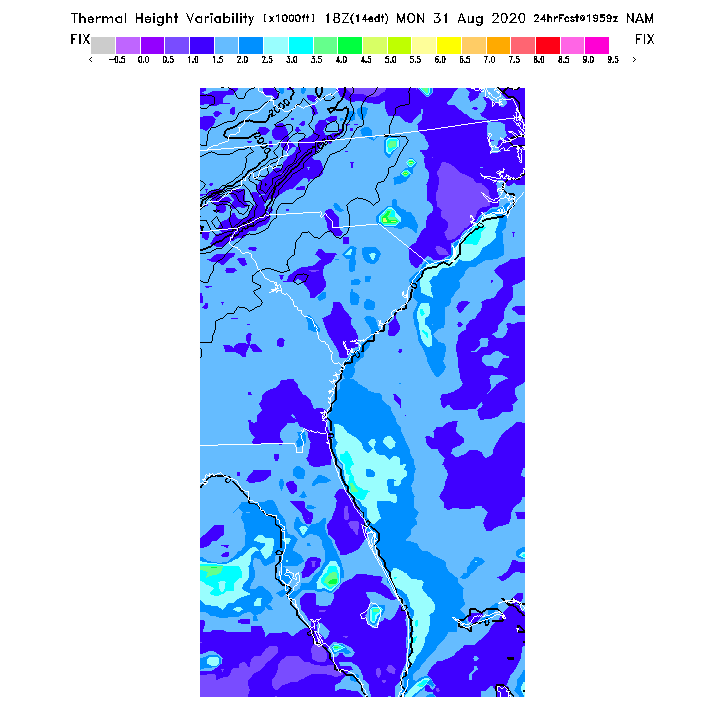 Thermal Height Variability [x1000ft] 18Z(14edt) MON 31 Aug 2020 24hrFcst@1959z NAM
FIX FIX
< -0.5 0.0 0.5 1.0 1.5 2.0 2.5 3.0 3.5 4.0 4.5 5.0 5.5 6.0 6.5 7.0 7.5 8.0 8.5 9.0 9.5 >
2000
2000